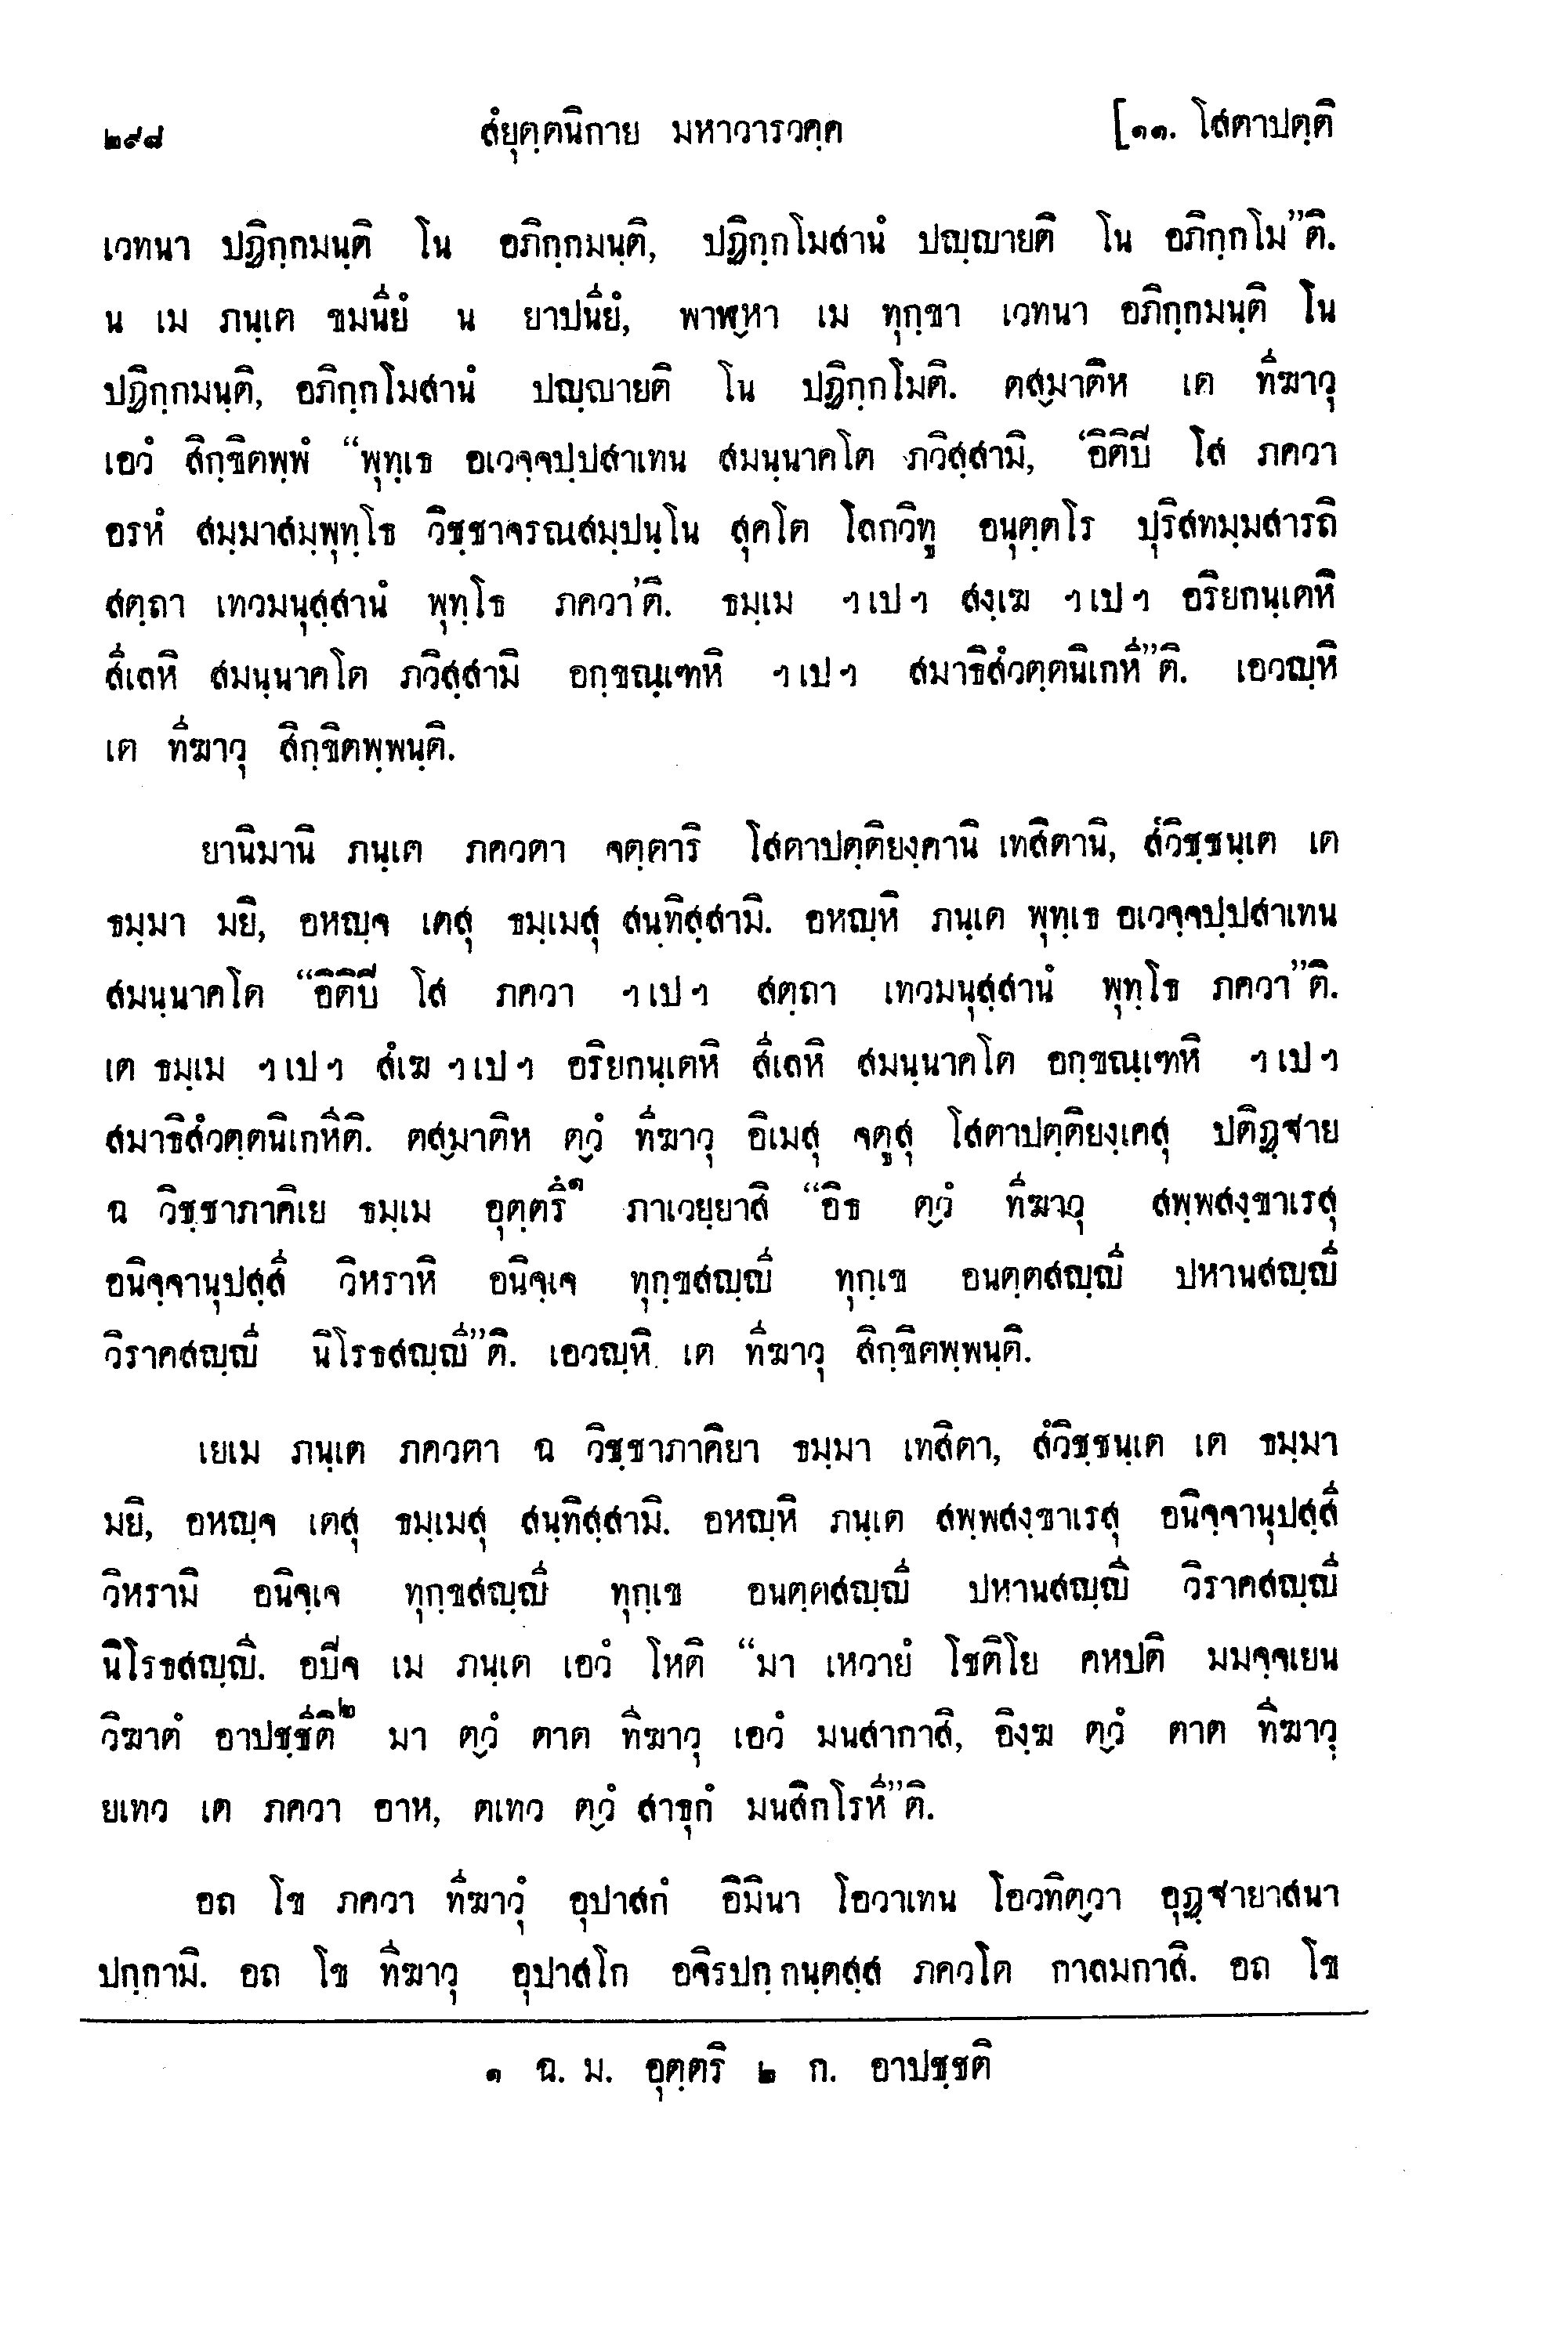 ๒๙๘ สํยุตฺตนิกาย มหาวารวคฺค [๑๑. โสตาปตฺติ
เวทนา ปฏิกฺกมนฺติ โน อภิกฺกมนฺติ, ปฏิกฺกโมสานํ ปญฺญายติ โน อภิกฺกโม”ติ.
น เม ภนฺเต ขมนียํ น ยาปนียํ, พาฬฺหา เม ทุกฺขา เวทนา อภิกฺกมนฺติ โน
ปฏิกฺกมนฺติ, อภิกฺกโมสานํ ปญฺญายติ โน ปฏิกฺกโมติ. ตสฺมาติห เต ทีฆาวุ
เอวํ สิกฺขิตพฺพํ “พุทฺเธ อเวจฺจปฺปสาเทน สมนฺนาคโต ภวิสฺสามิ, ‘อิติปี โส ภควา
อรหํ สมฺมาสมฺพุทฺโธ วิชฺชาจรณสมฺปนฺโน สุคโต โลกวิทู อนุตฺตโร ปุริสทมฺมสารถิ
สตฺถา เทวมนุสฺสานํ พุทฺโธ ภควา’ติ. ธมฺเม ฯเปฯ สงฺเฆ ฯเปฯ อริยกนฺเตหิ
สีเลหิ สมนฺนาคโต ภวิสฺสามิ อกฺขณฺเฑหิ ฯเปฯ สมาธิสํวตฺตนิเกหี”ติ. เอวญฺหิ
เต ทีฆาวุ สิกฺขิตพฺพนฺติ.
ยานิมานิ ภนฺเต ภควตา จตฺตาริ โสตาปตฺติยงฺคานิ เทสิตานิ, สํวิชฺชนฺเต เต
ธมฺมา มยิ, อหญฺจ เตสุ ธมฺเมสุ สนฺทิสฺสามิ. อหญฺหิ ภนฺเต พุทฺเธ อเวจฺจปฺปสาเทน
สมนฺนาคโต “อิติปี โส ภควา ฯเปฯ สตฺถา เทวมนุสฺสานํ พุทฺโธ ภควา”ติ.
เต ธมฺเม ฯเปฯ สํเฆ ฯเปฯ อริยกนฺเตหิ สีเลหิ สมนฺนาคโต อกฺขณฺเฑหิ ฯเปฯ
สมาธิสํวตฺตนิเกหีติ. ตสฺมาติห ตฺวํ ทีฆาวุ อิเมสุ จตูสุ โสตาปตฺติยงฺเคสุ ปติฏฺฐาย
ฉ วิชฺชาภาคิเย ธมฺเม อุตฺตรึ๑ ภาเวยฺยาสิ “อิธ ตฺวํ ทีฆาวุ สพฺพสงฺขาเรสุ
อนิจฺจานุปสฺสี วิหราหิ อนิจฺเจ ทุกฺขสญฺญี ทุกฺเข อนตฺตสญฺญี ปหานสญฺญี
วิราคสญฺญี นิโรธสญฺญี”ติ. เอวญฺหิ เต ทีฆาวุ สิกฺขิตพฺพนฺติ.
เยเม ภนฺเต ภควตา ฉ วิชฺชาภาคิยา ธมฺมา เทสิตา, สํวิชฺชนฺเต เต ธมฺมา
มยิ, อหญฺจ เตสุ ธมฺเมสุ สนฺทิสฺสามิ. อหญฺหิ ภนฺเต สพฺพสงฺขาเรสุ อนิจฺจานุปสฺสี
วิหรามิ อนิจฺเจ ทุกฺขสญฺญี ทุกฺเข อนตฺตสญฺญี ปหานสญฺญี วิราคสญฺญี
นิโรธสญฺญี. อปิจ เม ภนฺเต เอวํ โหติ “มา เหวายํ โชติโย คหปติ มมจฺจเยน
วิฆาตํ อาปชฺชีติ๒ มา ตฺวํ ตาต ทีฆาวุ เอวํ มนสากาสิ, อิงฺฆ ตฺวํ ตาต ทีฆาวุ
ยเทว เต ภควา อาห, ตเทว ตฺวํ สาธุกํ มนสิกโรหี”ติ.
อถ โข ภควา ทีฆาวุํ อุปาสกํ อิมินา โอวาเทน โอวทิตฺวา อุฏฺฐายาสนา
ปกฺกามิ. อถ โข ทีฆาวุ อุปาสโก อจิรปกฺกนฺตสฺส ภควโต กาลมกาสิ. อถ โข
๑ ฉ. ม. อุตฺตริ ๒ ก. อาปชฺชติ